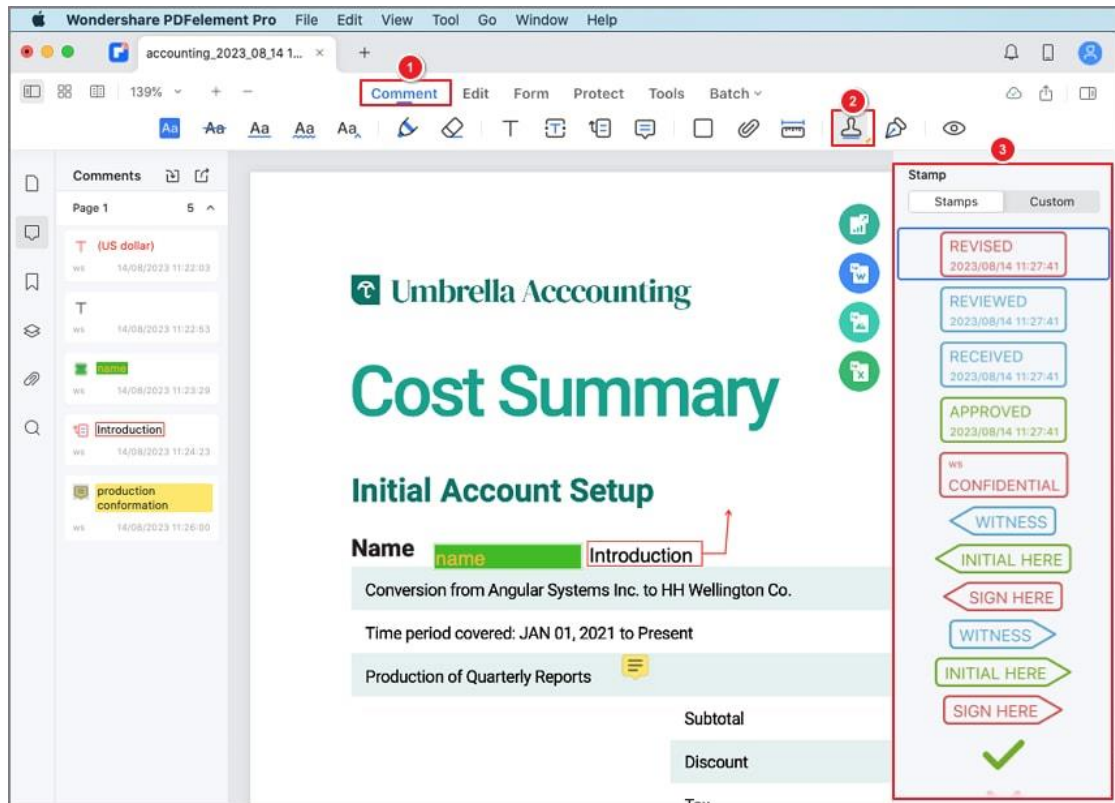 Wondershare PDFelement Pro File Edit View Tool Go Window Help
accounting_2023_08_14 1... × +
1
139% + −
Comment Edit Form Protect Tools Batch
2
Aa Aa Aa Aa Aa T T
3
Comments
Page 1 5
T (US dollar)
ws 14/08/2023 11:22:03
T
ws 14/08/2023 11:22:53
name
ws 14/08/2023 11:23:29
Introduction
ws 14/08/2023 11:24:23
production
conformation
ws 14/08/2023 11:26:00
Umbrella Acccounting
Cost Summary
Initial Account Setup
Name name Introduction
Conversion from Angular Systems Inc. to HH Wellington Co.
Time period covered: JAN 01, 2021 to Present
Production of Quarterly Reports
Subtotal
Discount
W
X
Stamp
Stamps Custom
REVISED
2023/08/14 11:27:41
REVIEWED
2023/08/14 11:27:41
RECEIVED
2023/08/14 11:27:41
APPROVED
2023/08/14 11:27:41
ws
CONFIDENTIAL
WITNESS
INITIAL HERE
SIGN HERE
WITNESS
INITIAL HERE
SIGN HERE